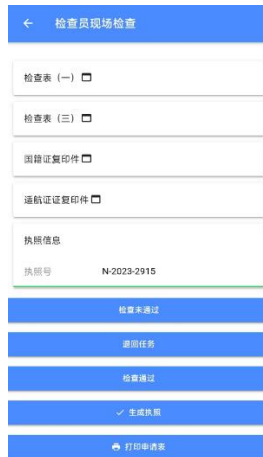 检查员现场检查
检查表（一）
检查表（三）
国籍证复印件
适航证证复印件
执照信息
执照号 N-2023-2915
检查未通过
退回任务
检查通过
生成执照
打印申请表